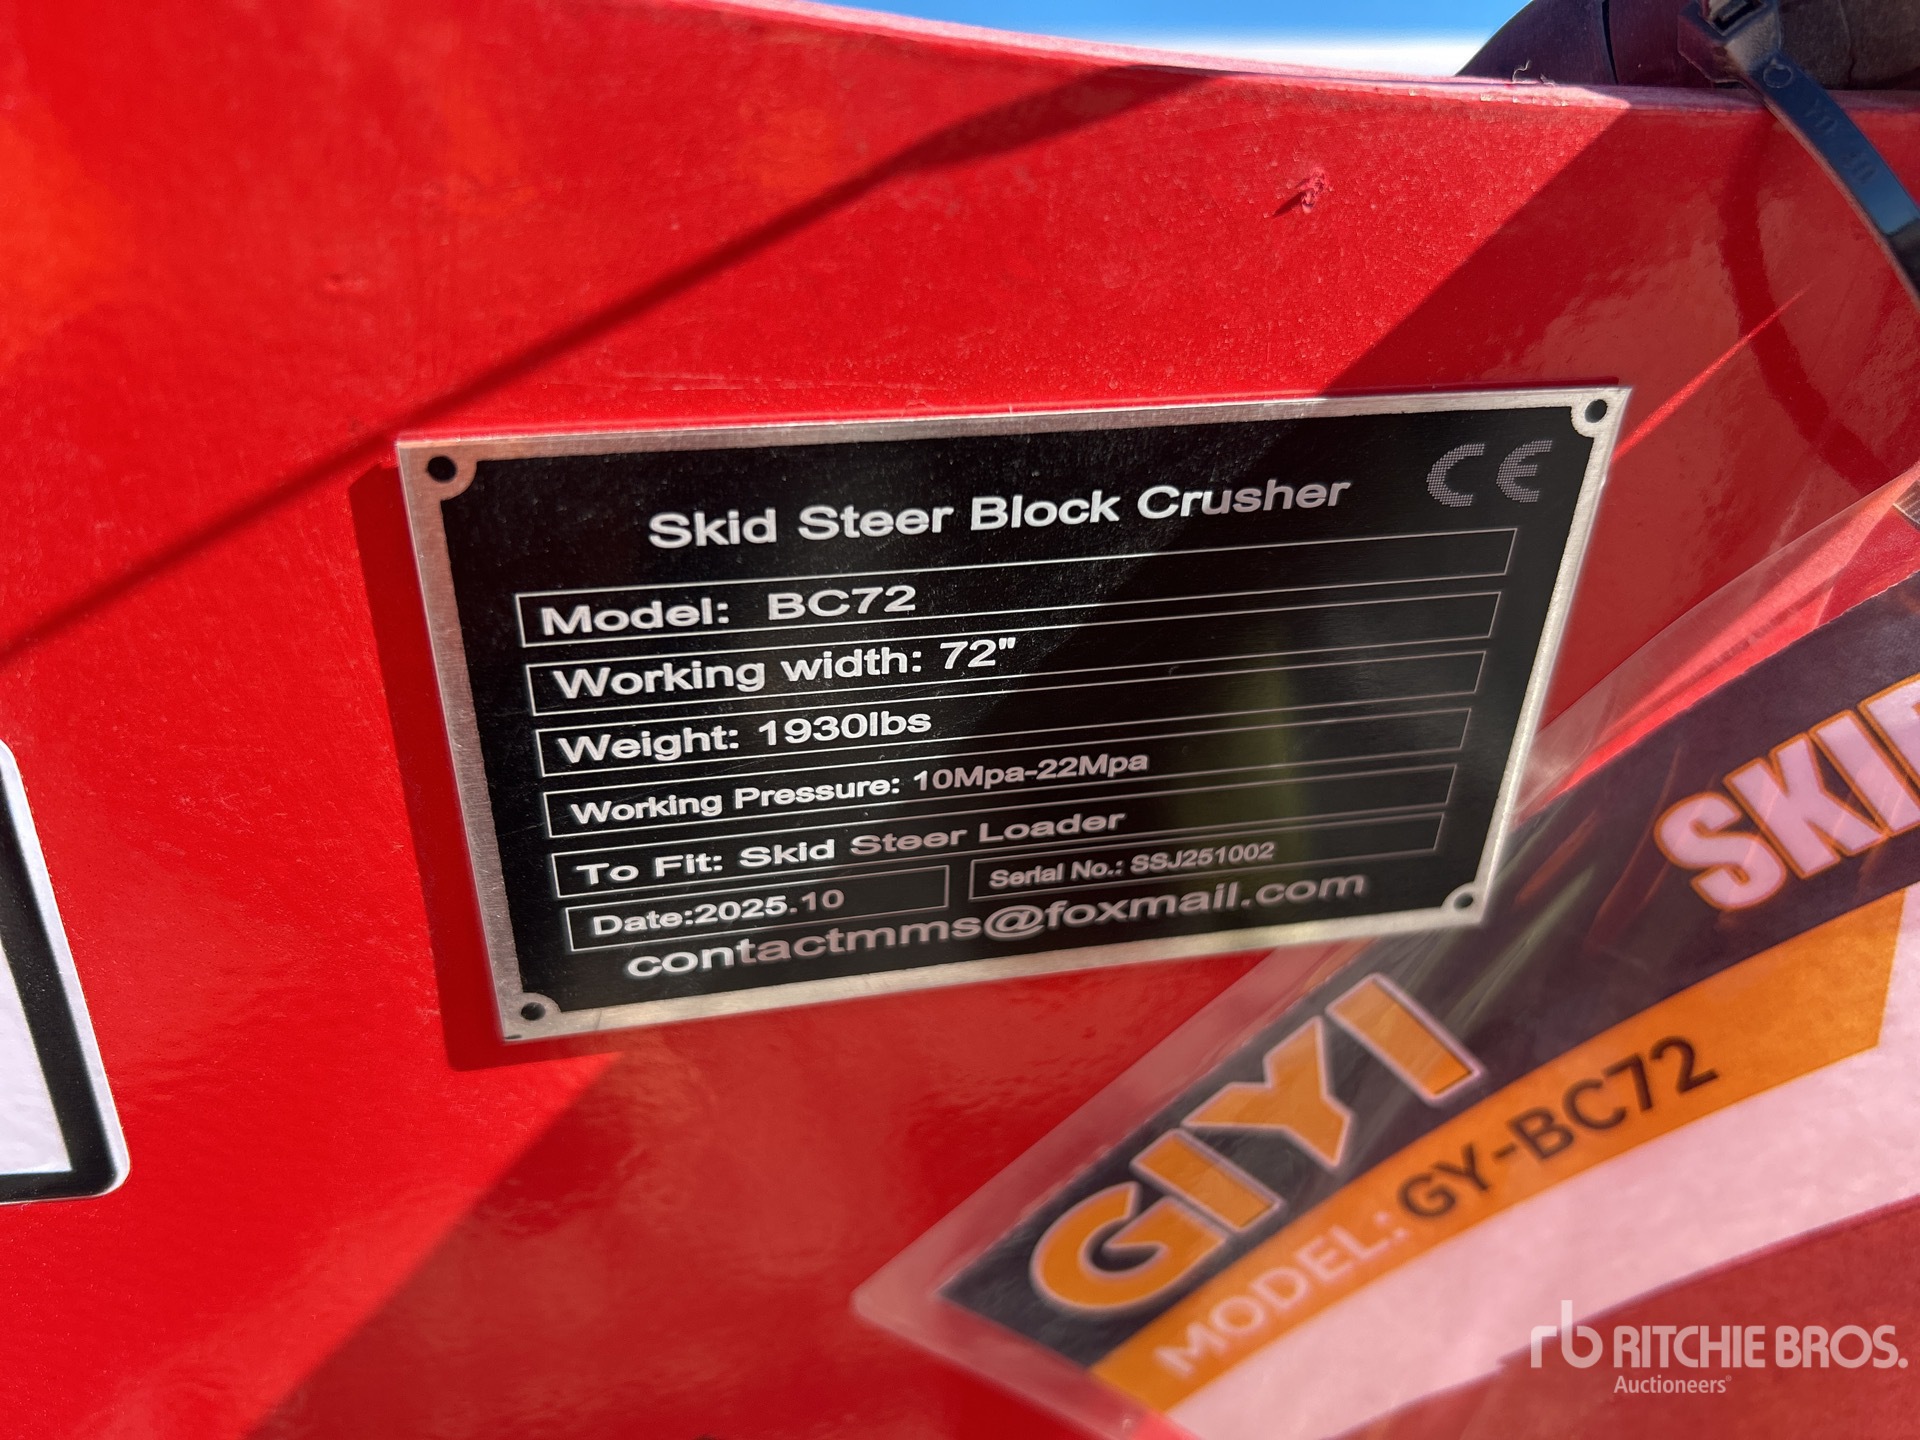 Skid Steer Block Crusher
CE
Model: BC72
Working width: 72"
Weight: 1930lbs
Working Pressure: 10Mpa-22Mpa
To Fit: Skid Steer Loader
Date:2025.10
Serial No.: SSJ251002
contactmms@foxmail.com
GIYI
MODEL: GY-BC72
rb RITCHIE BROS.
Auctioneers